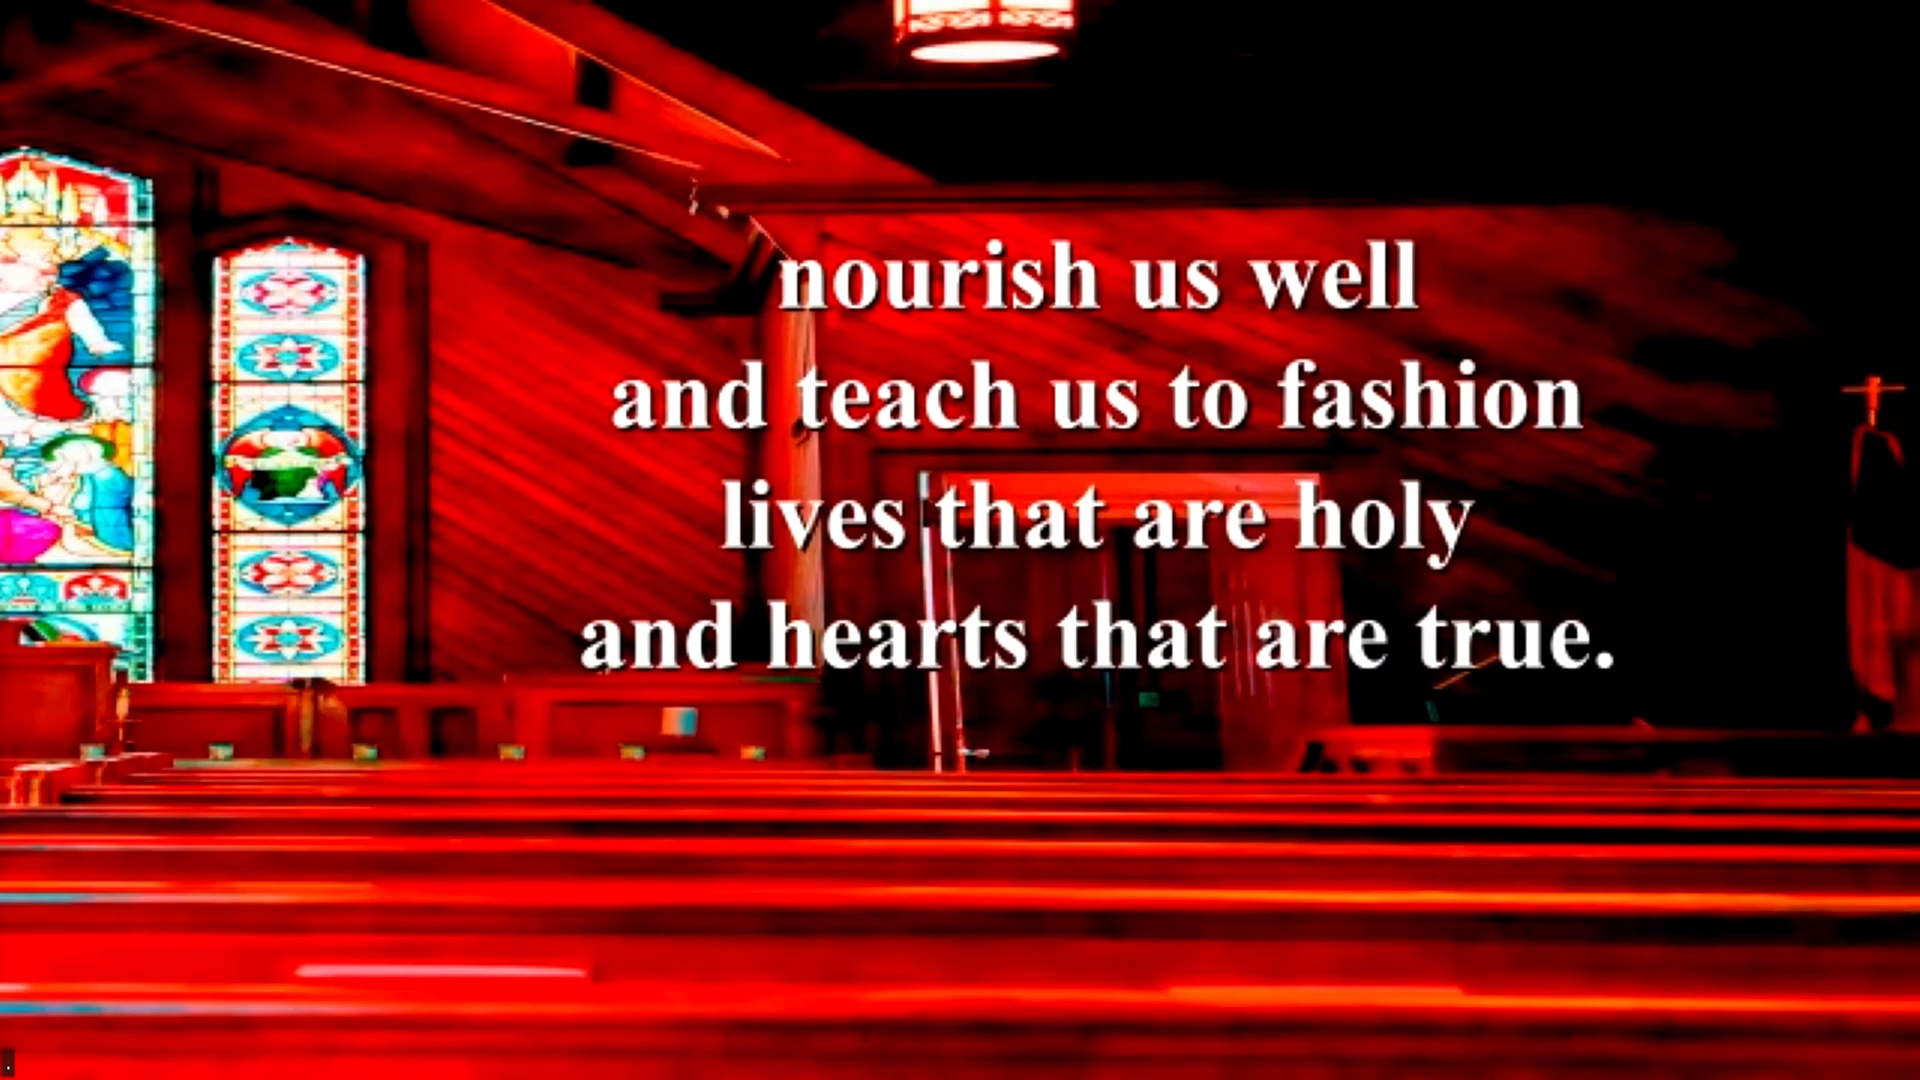 nourish us well
and teach us to fashion
lives that are holy
and hearts that are true.